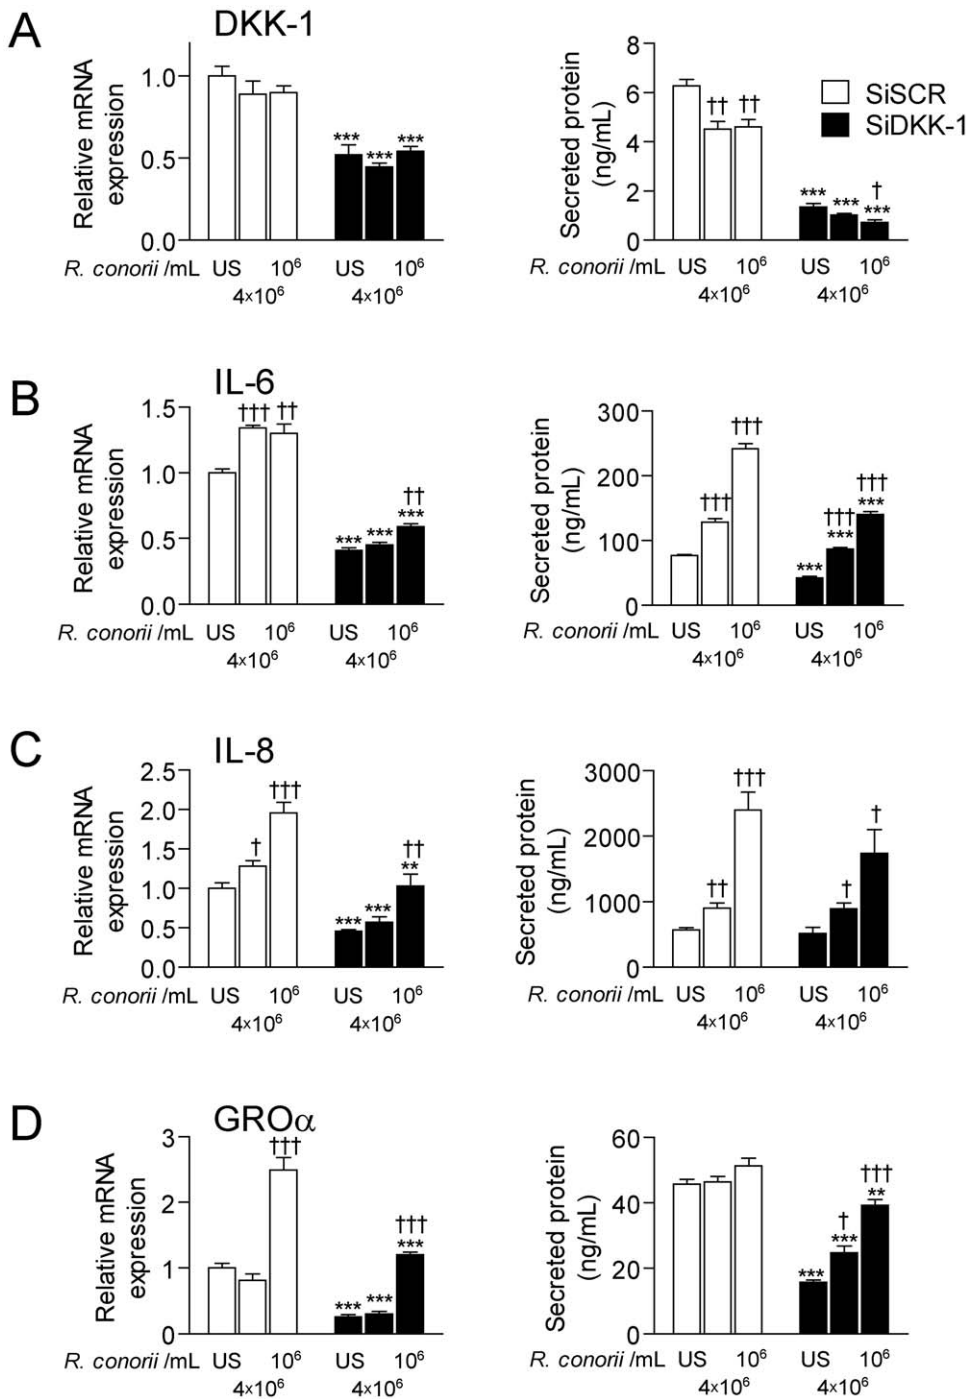 A
DKK-1
Relative mRNA
expression
1.0
0.5
0.0
***
***
***
R. conorii /mL US 10⁶ US 10⁶
4×10⁶ 4×10⁶
Secreted protein
(ng/mL)
8
6
4
2
0
††
††
***
***
†
***
US 10⁶ US 10⁶
4×10⁶ 4×10⁶
SiSCR
SiDKK-1
B
IL-6
Relative mRNA
expression
1.5
1.0
0.5
0.0
†††
††
***
***
††
***
R. conorii /mL US 10⁶ US 10⁶
4×10⁶ 4×10⁶
Secreted protein
(ng/mL)
300
200
100
0
†††
†††
***
†††
***
†††
***
R. conorii /mL US 10⁶ US 10⁶
4×10⁶ 4×10⁶
C
IL-8
Relative mRNA
expression
2.5
2.0
1.5
1.0
0.5
0.0
†
†††
***
***
††
**
R. conorii /mL US 10⁶ US 10⁶
4×10⁶ 4×10⁶
Secreted protein
(ng/mL)
3000
2000
1000
0
††
†††
†
†
R. conorii /mL US 10⁶ US 10⁶
4×10⁶ 4×10⁶
D
GROα
Relative mRNA
expression
3
2
1
0
†††
***
***
†††
***
R. conorii /mL US 10⁶ US 10⁶
4×10⁶ 4×10⁶
Secreted protein
(ng/mL)
60
40
20
0
***
†
***
†††
**
R. conorii /mL US 10⁶ US 10⁶
4×10⁶ 4×10⁶